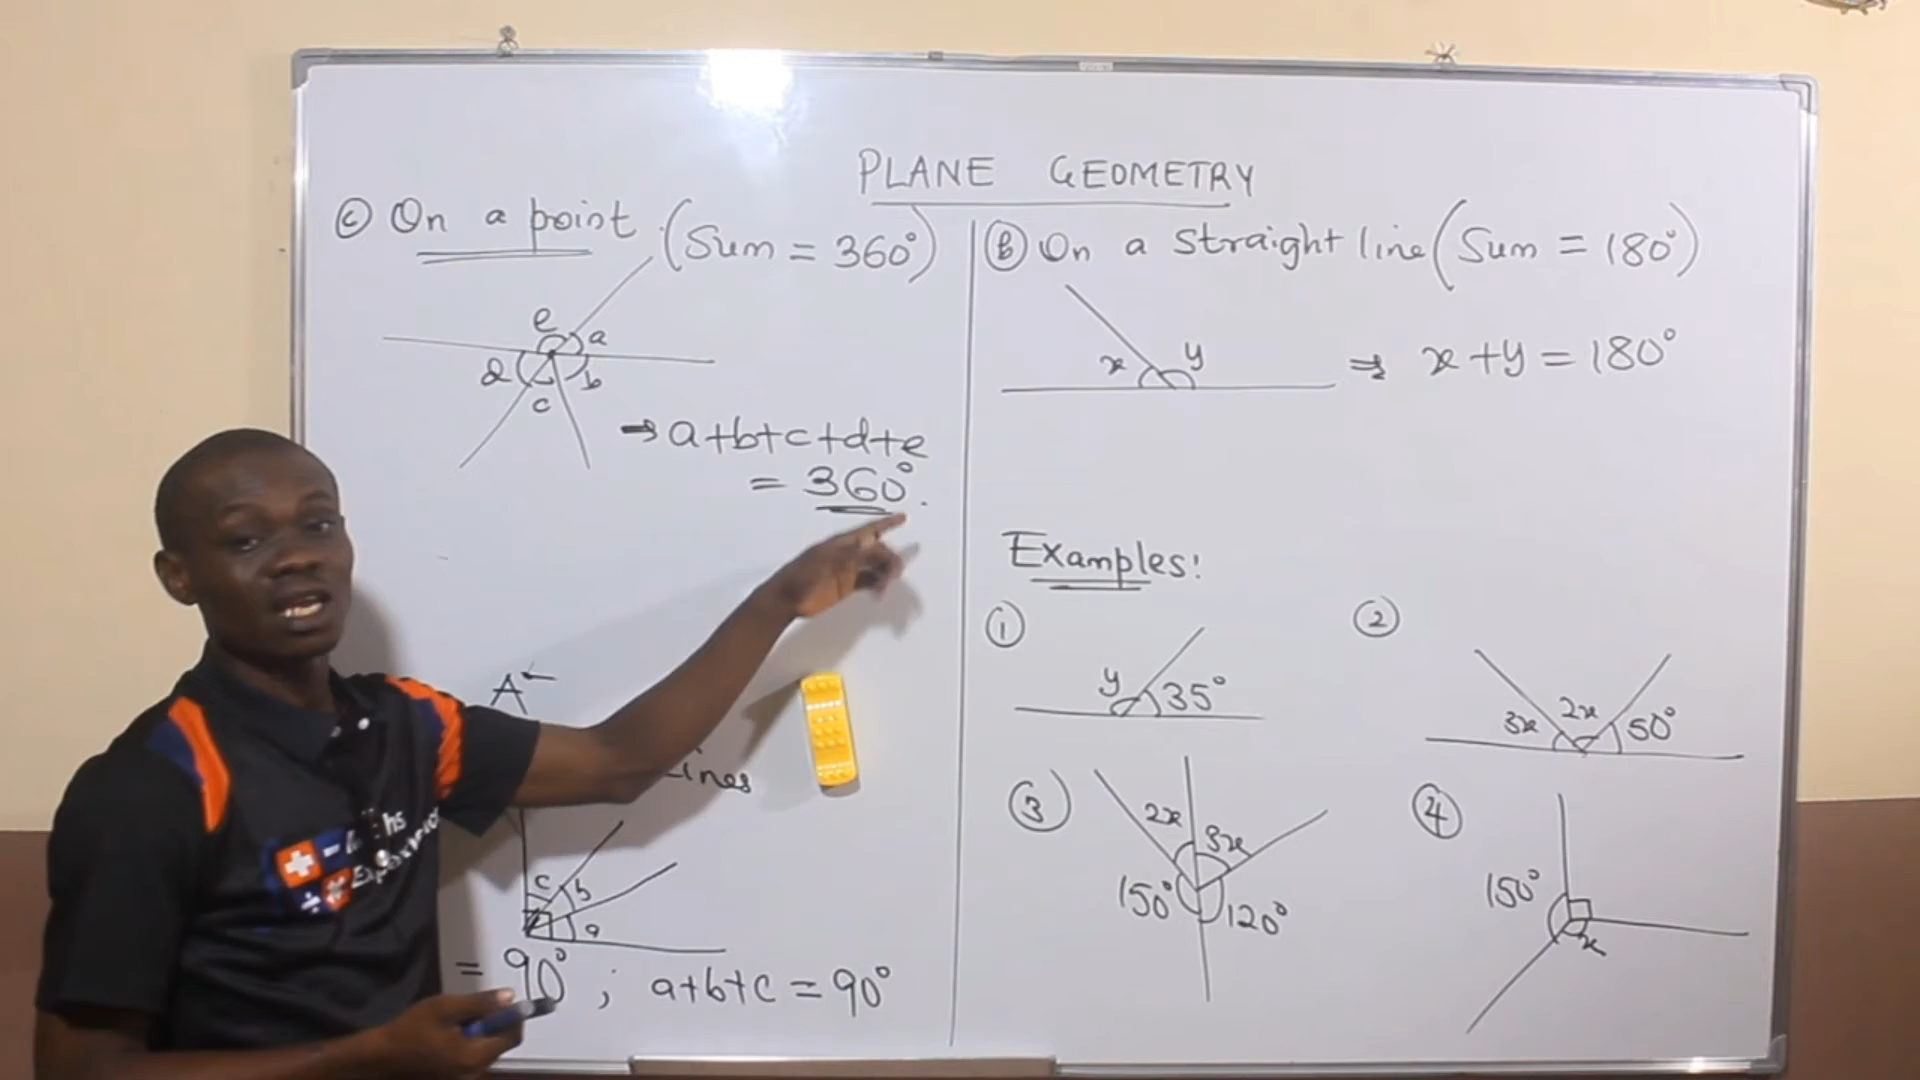 PLANE GEOMETRY
ⓒ On a point. (Sum = 360°)
e
a
d
b
c
⇒ a+b+c+d+e
= 360°.
A
Lines
c
b
a
= 90° ; a+b+c = 90°
ⓑ On a straight line (Sum = 180°)
x
y
⇒ x + y = 180°
Examples:
①
y
35°
②
3x
2x
50°
③
2x
3x
150°
120°
④
150°
x